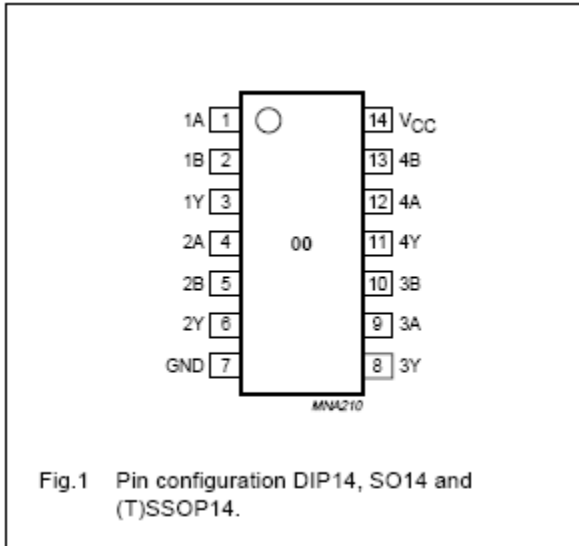 1A 1 14 VCC
1B 2 13 4B
1Y 3 12 4A
2A 4 00 11 4Y
2B 5 10 3B
2Y 6 9 3A
GND 7 8 3Y
MNA210
Fig.1 Pin configuration DIP14, SO14 and
(T)SSOP14.